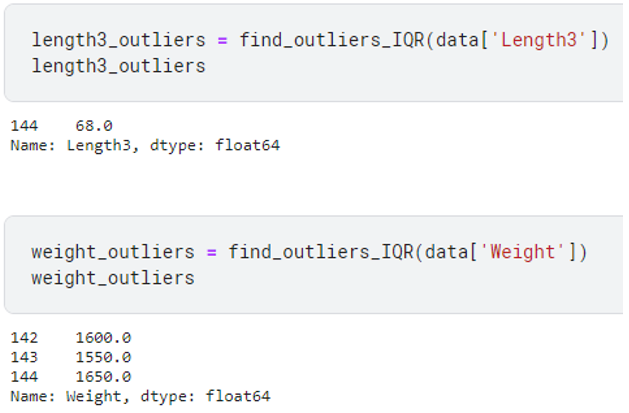 length3_outliers = find_outliers_IQR(data['Length3'])
length3_outliers
144    68.0
Name: Length3, dtype: float64
weight_outliers = find_outliers_IQR(data['Weight'])
weight_outliers
142    1600.0
143    1550.0
144    1650.0
Name: Weight, dtype: float64